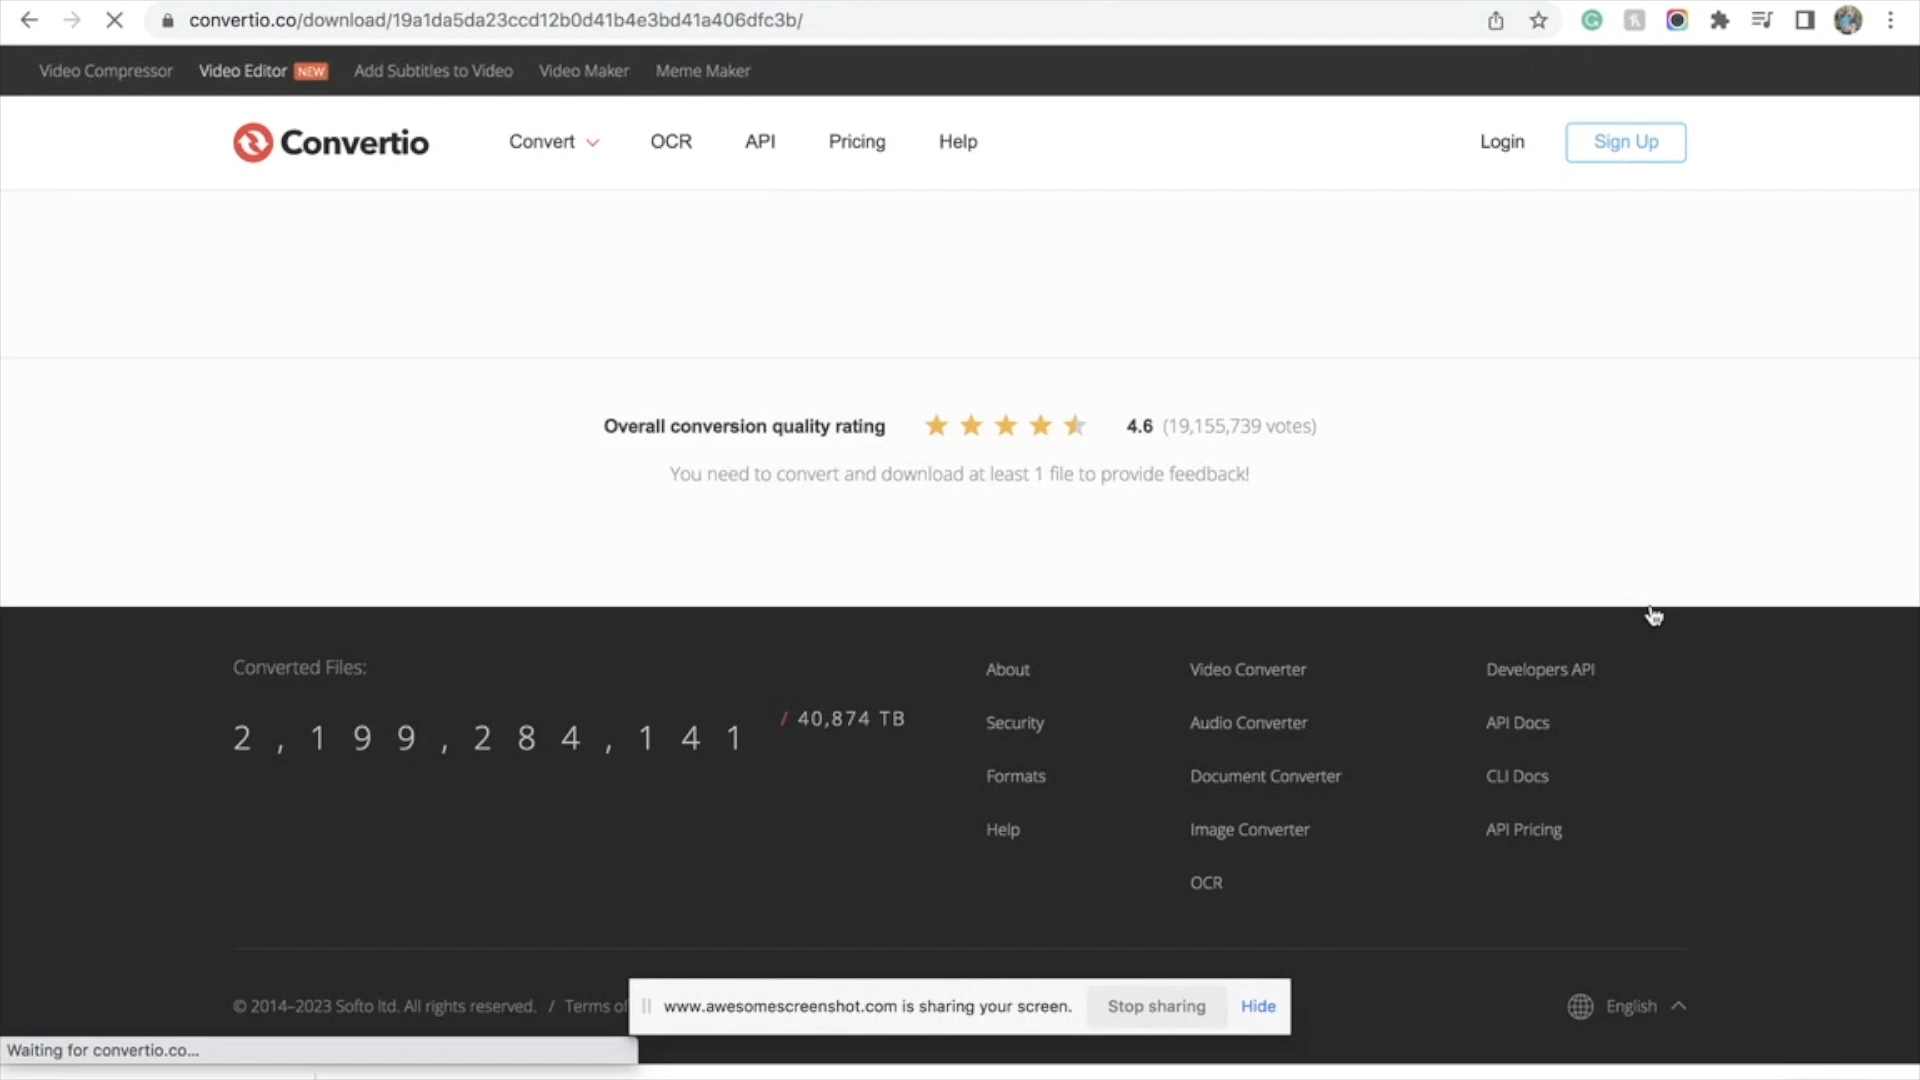 convertio.co/download/19a1da5da23ccd12b0d41b4e3bd41a406dfc3b/
Video Compressor Video Editor NEW Add Subtitles to Video Video Maker Meme Maker
Convertio Convert OCR API Pricing Help Login Sign Up
Overall conversion quality rating 4.6 (19,155,739 votes)
You need to convert and download at least 1 file to provide feedback!
Converted Files:
2,199,284,141 / 40,874 TB
About
Security
Formats
Help
Video Converter
Audio Converter
Document Converter
Image Converter
OCR
Developers API
API Docs
CLI Docs
API Pricing
© 2014–2023 Softo ltd. All rights reserved. / Terms of
www.awesomescreenshot.com is sharing your screen. Stop sharing Hide
English
Waiting for convertio.co...